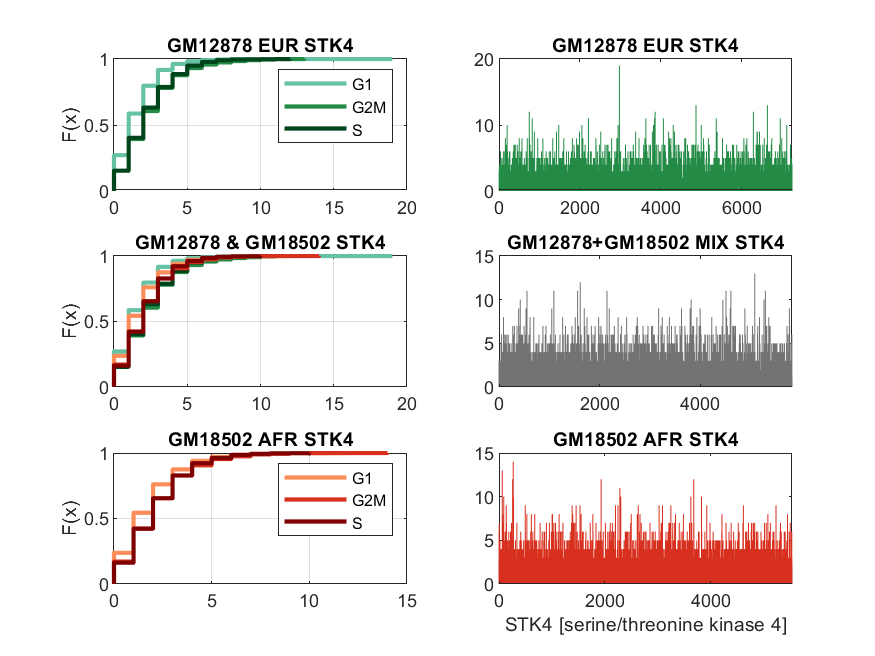 GM12878 EUR STK4
F(x)
1
0.5
0
0 5 10 15 20
G1
G2M
S
GM12878 EUR STK4
20
10
0
0 2000 4000 6000
GM12878 & GM18502 STK4
F(x)
1
0.5
0
0 5 10 15 20
GM12878+GM18502 MIX STK4
15
10
5
0
0 2000 4000
GM18502 AFR STK4
F(x)
1
0.5
0
0 5 10 15
G1
G2M
S
GM18502 AFR STK4
15
10
5
0
0 2000 4000
STK4 [serine/threonine kinase 4]